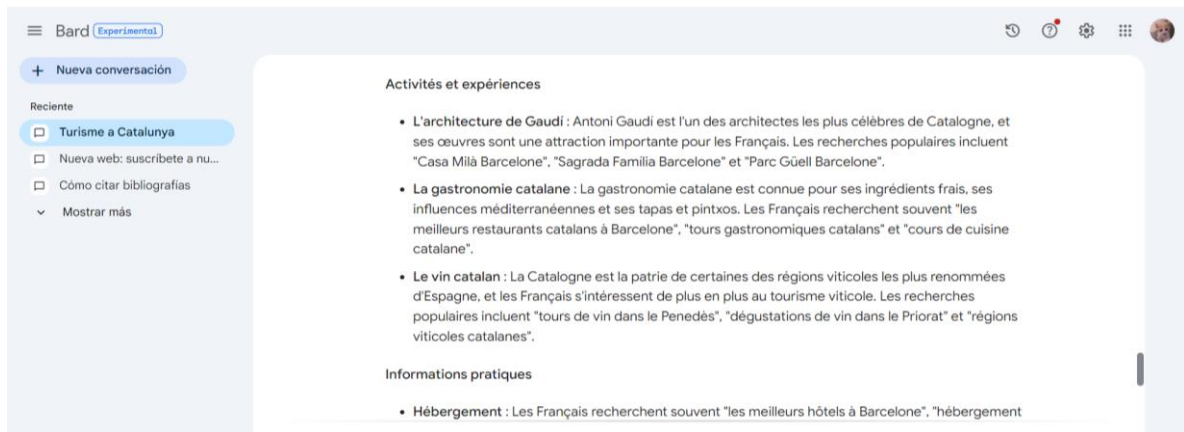 Bard Experimental
+ Nueva conversación
Reciente
Turisme a Catalunya
Nueva web: suscríbete a nu...
Cómo citar bibliografías
Mostrar más
Activités et expériences
• L'architecture de Gaudí : Antoni Gaudí est l'un des architectes les plus célèbres de Catalogne, et
ses œuvres sont une attraction importante pour les Français. Les recherches populaires incluent
"Casa Milà Barcelone", "Sagrada Familia Barcelone" et "Parc Güell Barcelone".
• La gastronomie catalane : La gastronomie catalane est connue pour ses ingrédients frais, ses
influences méditerranéennes et ses tapas et pintxos. Les Français recherchent souvent "les
meilleurs restaurants catalans à Barcelone", "tours gastronomiques catalans" et "cours de cuisine
catalane".
• Le vin catalan : La Catalogne est la patrie de certaines des régions viticoles les plus renommées
d'Espagne, et les Français s'intéressent de plus en plus au tourisme viticole. Les recherches
populaires incluent "tours de vin dans le Penedès", "dégustations de vin dans le Priorat" et "régions
viticoles catalanes".
Informations pratiques
• Hébergement : Les Français recherchent souvent "les meilleurs hôtels à Barcelone", "hébergement